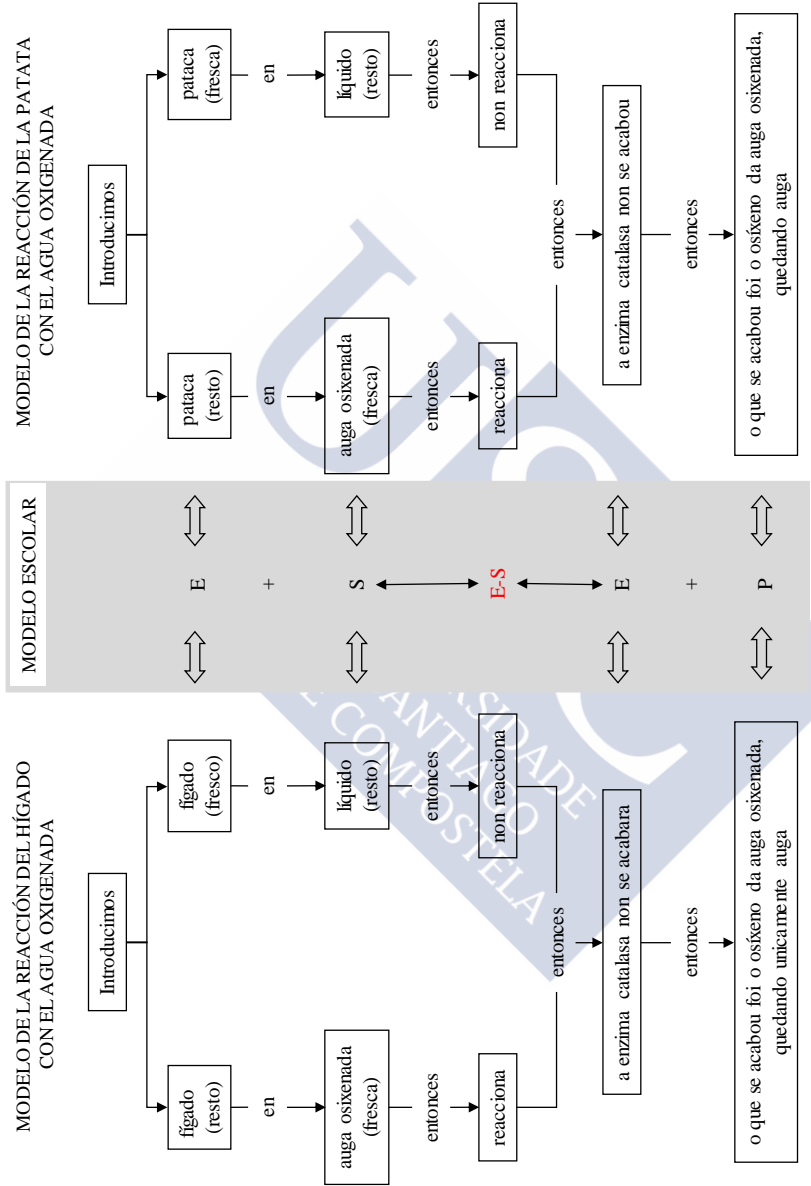 MODELO DE LA REACCIÓN DEL HÍGADO
CON EL AGUA OXIGENADA
Introducimos
fígado
(resto)
en
auga osixenada
(fresca)
entonces
reacciona
fígado
(fresco)
en
líquido
(resto)
entonces
non reacciona
entonces
a enzima catalasa non se acabara
entonces
o que se acabou foi o osíxeno da auga osixenada,
quedando unicamente auga
MODELO ESCOLAR
E
+
S
E-S
E
+
P
MODELO DE LA REACCIÓN DE LA PATATA
CON EL AGUA OXIGENADA
Introducimos
pataca
(resto)
en
auga osixenada
(fresca)
entonces
reacciona
pataca
(fresca)
en
líquido
(resto)
entonces
non reacciona
entonces
a enzima catalasa non se acabou
entonces
o que se acabou foi o osíxeno da auga osixenada,
quedando auga